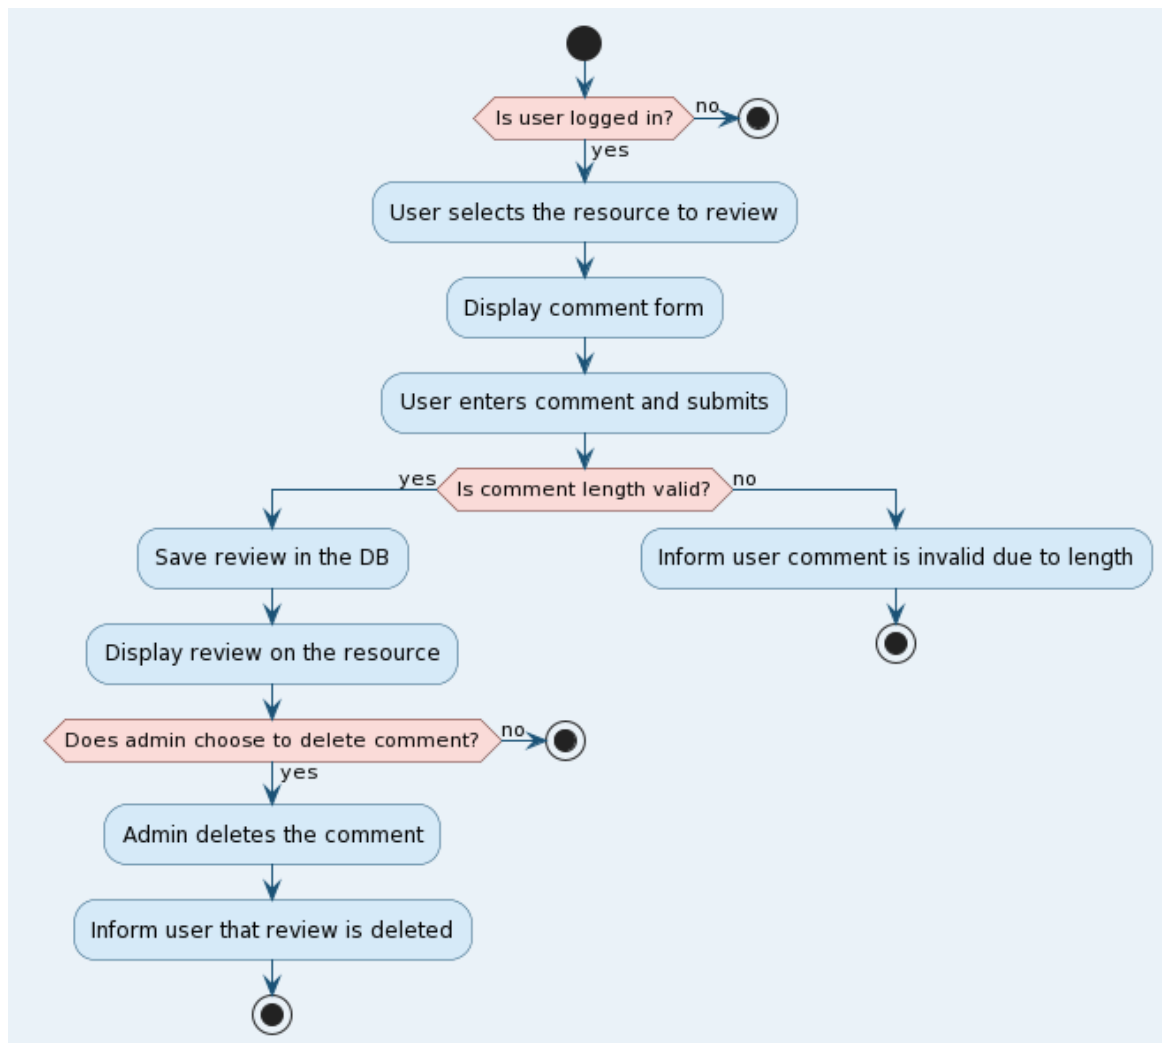 Is user logged in?
no
yes
User selects the resource to review
Display comment form
User enters comment and submits
yes
Is comment length valid?
no
Save review in the DB
Inform user comment is invalid due to length
Display review on the resource
Does admin choose to delete comment?
no
yes
Admin deletes the comment
Inform user that review is deleted